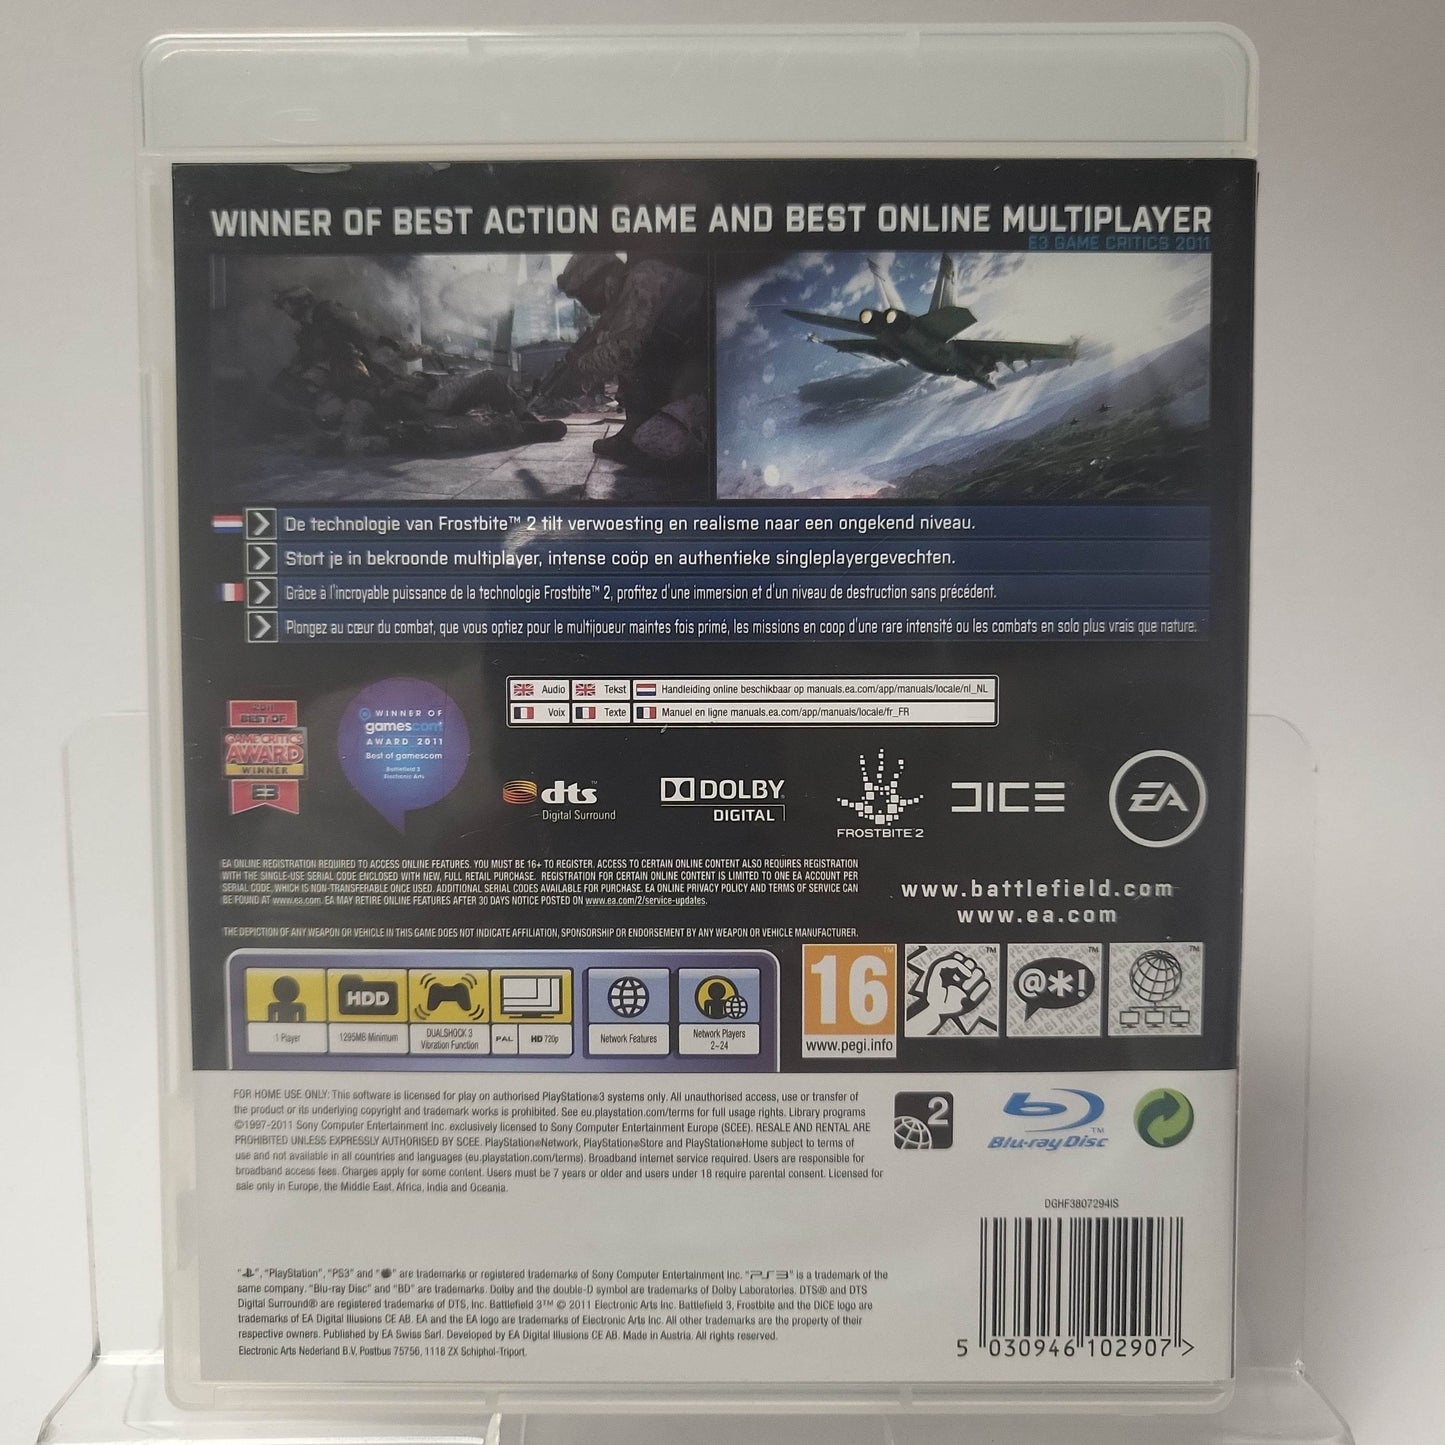 WINNER OF BEST ACTION GAME AND BEST ONLINE MULTIPLAYER
E3 GAME CRITICS 2011
De technologie van Frostbite™ 2 tilt verwoesting en realisme naar een ongekend niveau.
Stort je in bekroonde multiplayer, intense coöp en authentieke singleplayergevechten.
Grâce à l'incroyable puissance de la technologie Frostbite™ 2, profitez d'une immersion et d'un niveau de destruction sans précédent.
Plongez au cœur du combat, que vous optiez pour le multijoueur maintes fois primé, les missions en coop d'une rare intensité ou les combats en solo plus vrais que nature.
Audio Tekst Handleiding online beschikbaar op manuals.ea.com/app/manuals/locale/nl_NL
Voix Texte Manuel en ligne manuals.ea.com/app/manuals/locale/fr_FR
2011
BEST OF
GAME CRITICS
AWARD
WINNER
E3
WINNER OF
gamescom
AWARD 2011
Best of gamescom
Battlefield 3
Electronic Arts
dts™
Digital Surround
DOLBY
DIGITAL
FROSTBITE 2
DICE
EA
EA ONLINE REGISTRATION REQUIRED TO ACCESS ONLINE FEATURES. YOU MUST BE 16+ TO REGISTER. ACCESS TO CERTAIN ONLINE CONTENT ALSO REQUIRES REGISTRATION
WITH THE SINGLE-USE SERIAL CODE ENCLOSED WITH NEW, FULL RETAIL PURCHASE. REGISTRATION FOR CERTAIN ONLINE CONTENT IS LIMITED TO ONE EA ACCOUNT PER
SERIAL CODE, WHICH IS NON-TRANSFERABLE ONCE USED. ADDITIONAL SERIAL CODES AVAILABLE FOR PURCHASE. EA ONLINE PRIVACY POLICY AND TERMS OF SERVICE CAN
BE FOUND AT www.ea.com. EA MAY RETIRE ONLINE FEATURES AFTER 30 DAYS NOTICE POSTED ON www.ea.com/2/service-updates.
www.battlefield.com
www.ea.com
THE DEPICTION OF ANY WEAPON OR VEHICLE IN THIS GAME DOES NOT INDICATE AFFILIATION, SPONSORSHIP OR ENDORSEMENT BY ANY WEAPON OR VEHICLE MANUFACTURER.
1 Player
HDD
1295MB Minimum
DUALSHOCK 3
Vibration Function
PAL HD 720p
Network Features
Network Players
2-24
16™
www.pegi.info
™
@*!™
™
FOR HOME USE ONLY: This software is licensed for play on authorised PlayStation®3 systems only. All unauthorised access, use or transfer of
the product or its underlying copyright and trademark works is prohibited. See eu.playstation.com/terms for full usage rights. Library programs
©1997-2011 Sony Computer Entertainment Inc. exclusively licensed to Sony Computer Entertainment Europe (SCEE). RESALE AND RENTAL ARE
PROHIBITED UNLESS EXPRESSLY AUTHORISED BY SCEE. PlayStation®Network, PlayStation®Store and PlayStation®Home subject to terms of
use and not available in all countries and languages (eu.playstation.com/terms). Broadband internet service required. Users are responsible for
broadband access fees. Charges apply for some content. Users must be 7 years or older and users under 18 require parental consent. Licensed for
sale only in Europe, the Middle East, Africa, India and Oceania.
2
Blu-ray Disc™
DGHF3807294IS
"PlayStation", "PS3" and " " are trademarks or registered trademarks of Sony Computer Entertainment Inc. "PS3" is a trademark of the
same company. "Blu-ray Disc" and "BD" are trademarks. Dolby and the double-D symbol are trademarks of Dolby Laboratories. DTS® and DTS
Digital Surround® are registered trademarks of DTS, Inc. Battlefield 3™ © 2011 Electronic Arts Inc. Battlefield 3, Frostbite and the DICE logo are
trademarks of EA Digital Illusions CE AB. EA and the EA logo are trademarks of Electronic Arts Inc. All other trademarks are the property of their
respective owners. Published by EA Swiss Sarl. Developed by EA Digital Illusions CE AB. Made in Austria. All rights reserved.
Electronic Arts Nederland B.V, Postbus 75756, 1118 ZX Schiphol-Triport.
5 030946 102907 >